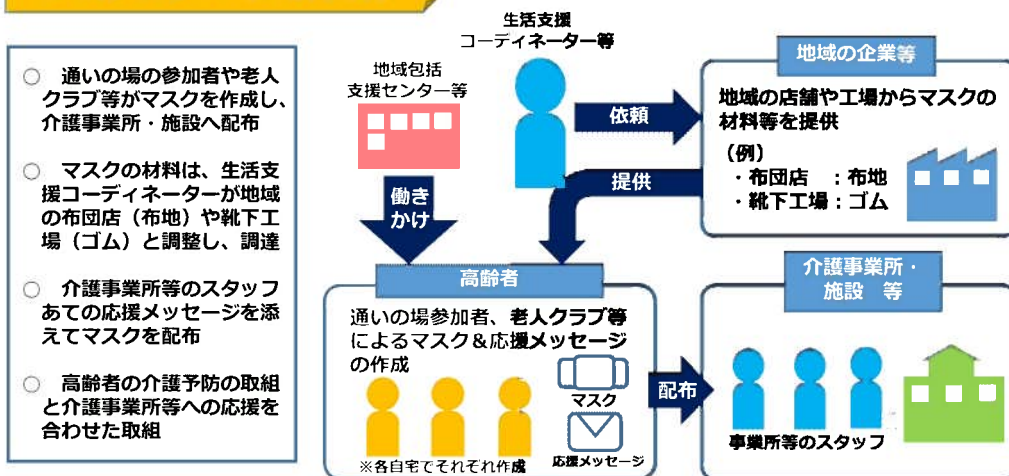 ○ 通いの場の参加者や老人
クラブ等がマスクを作成し、
介護事業所・施設へ配布
○ マスクの材料は、生活支
援コーディネーターが地域
の布団店（布地）や靴下工
場（ゴム）と調整し、調達
○ 介護事業所等のスタッフ
あての応援メッセージを添
えてマスクを配布
○ 高齢者の介護予防の取組
と介護事業所等への応援を
合わせた取組
地域包括
支援センター等
働き
かけ
生活支援
コーディネーター等
依頼
提供
地域の企業等
地域の店舗や工場からマスクの
材料等を提供
（例）
・布団店　：布地
・靴下工場：ゴム
高齢者
通いの場参加者、老人クラブ等
によるマスク＆応援メッセージ
の作成
マスク
応援メッセージ
※各自宅でそれぞれ作成
配布
介護事業所・
施設　等
事業所等のスタッフ